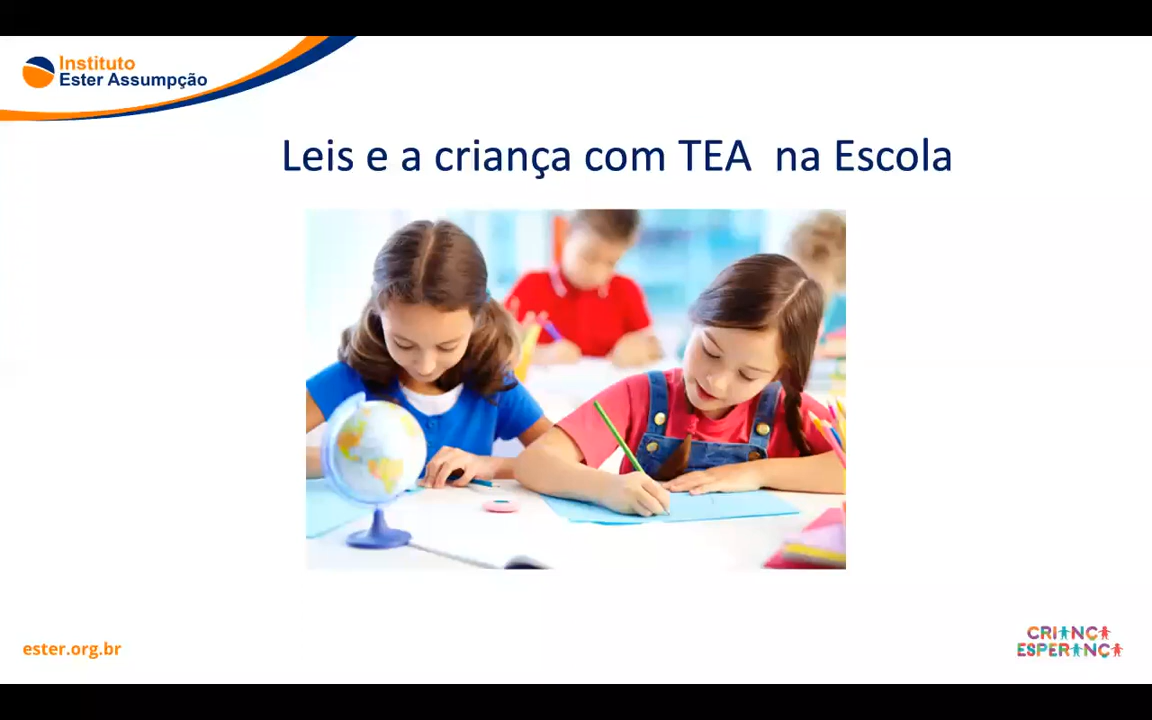 Instituto
Ester Assumpção
Leis e a criança com TEA  na Escola
ester.org.br
CRIANÇA
ESPERANÇA